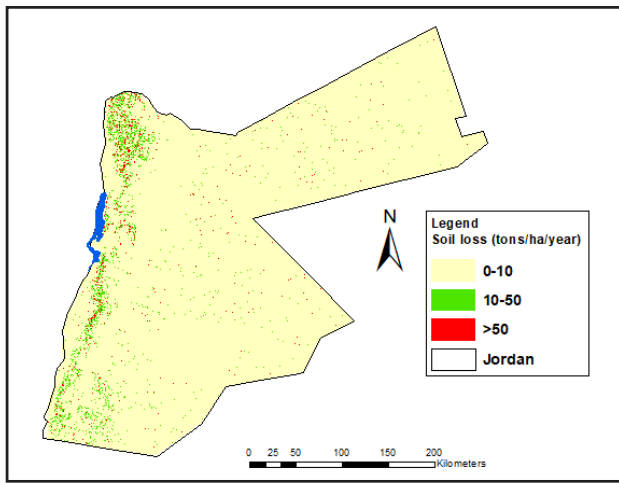 N
Legend
Soil loss (tons/ha/year)
0-10
10-50
>50
Jordan
0 25 50 100 150 200
Kilometers